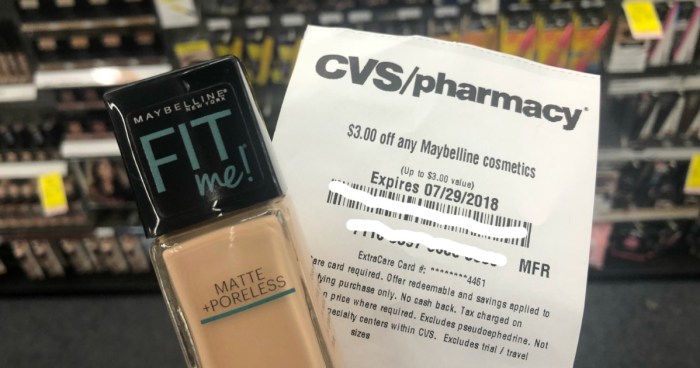 MAYBELLINE
NEW YORK
FIT
me!
MATTE
+PORELESS
CVS/pharmacy
$3.00 off any Maybelline cosmetics
(Up to $3.00 value)
Expires 07/29/2018
MFR
ExtraCare Card #: ********4461
care card required. Offer redeemable and savings applied to
fying purchase only. No cash back. Tax charged on
price where required. Excludes pseudoephedrine. Not
pecialty centers within CVS. Excludes trial / travel
sizes